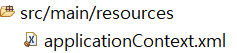 src/main/resources
applicationContext.xml